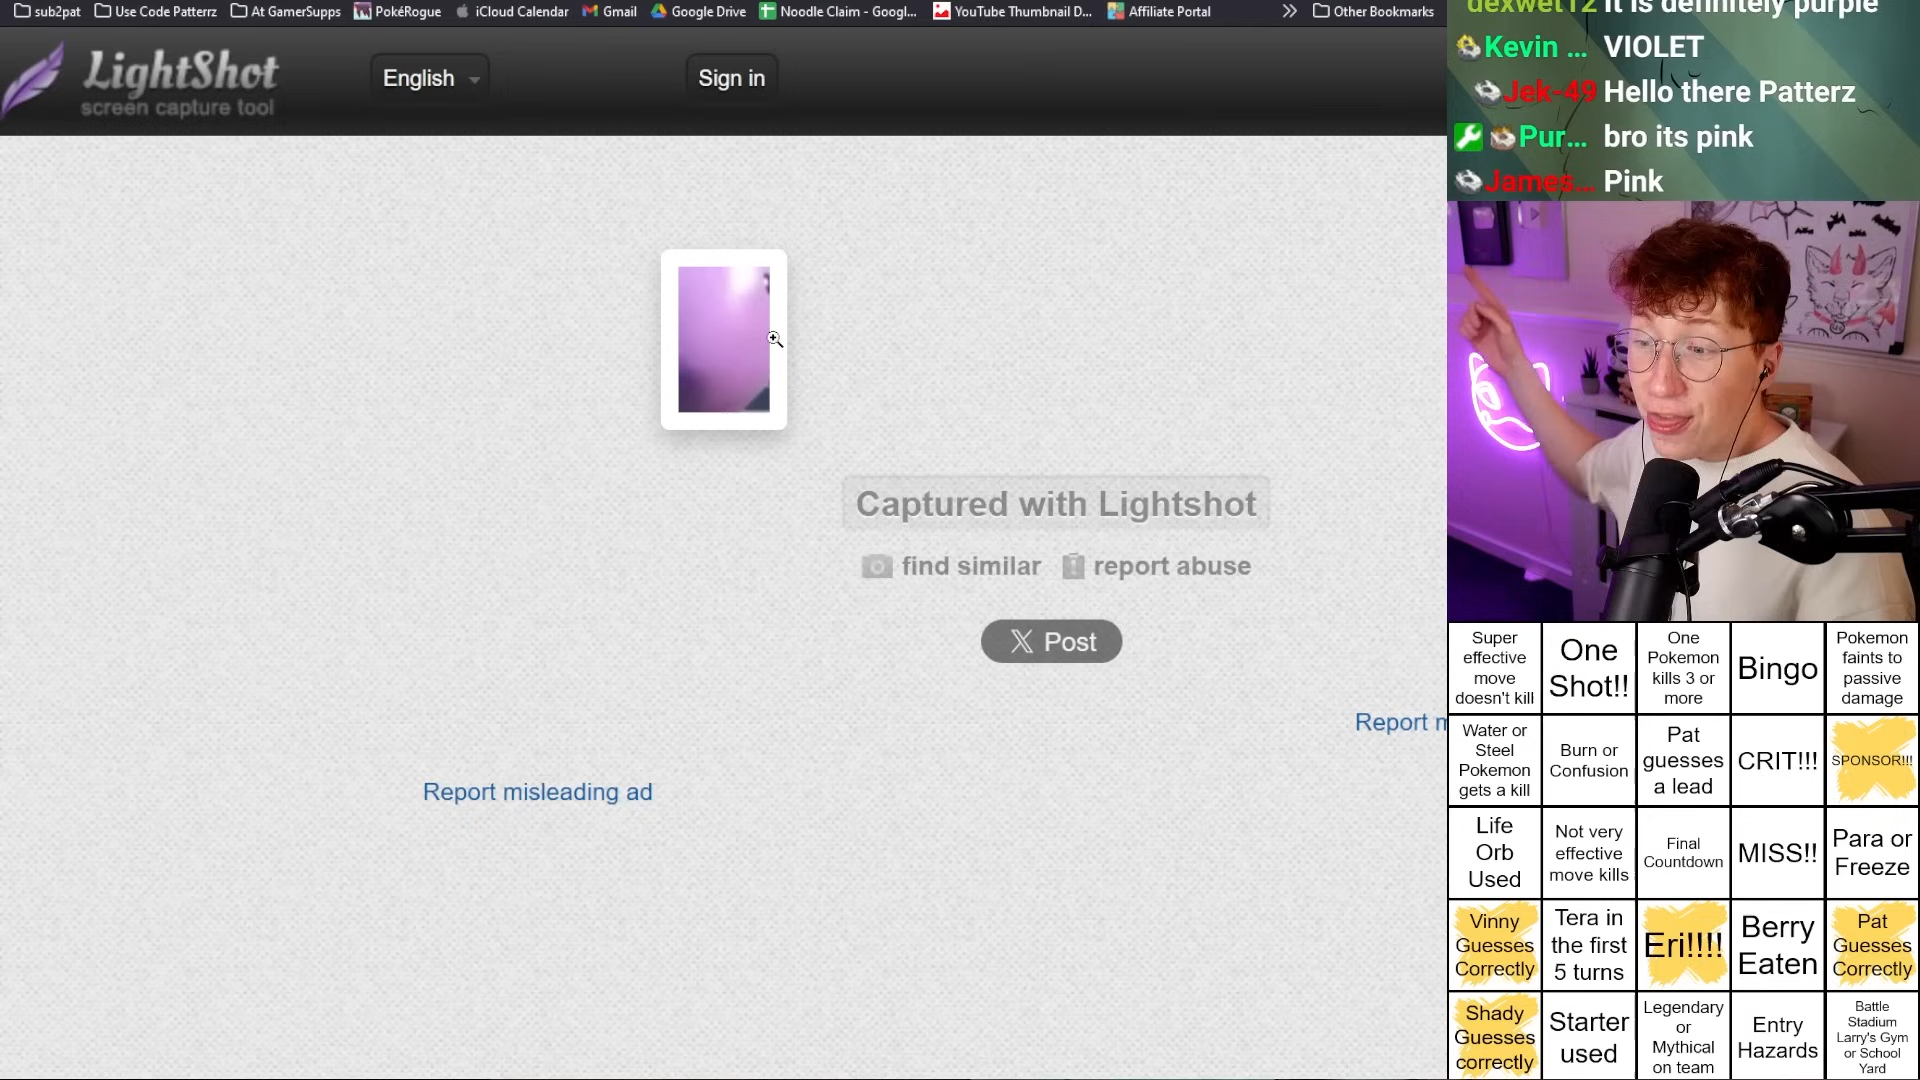 sub2pat Use Code Patterrz At GamerSupps PokéRogue iCloud Calendar Gmail Google Drive Noodle Claim - Googl... YouTube Thumbnail D... Affiliate Portal » Other Bookmarks
LightShot
screen capture tool
English
Sign in
Captured with Lightshot
find similar report abuse
X Post
Report m
Report misleading ad
dexwet12 it is definitely purple
Kevin ... VIOLET
Jek-49 Hello there Patterz
Pur... bro its pink
James... Pink
Super
effective
move
doesn't kill
One
Shot!!
One
Pokemon
kills 3 or
more
Bingo
Pokemon
faints to
passive
damage
Water or
Steel
Pokemon
gets a kill
Burn or
Confusion
Pat
guesses
a lead
CRIT!!!
SPONSOR!!!
Life
Orb
Used
Not very
effective
move kills
Final
Countdown
MISS!!
Para or
Freeze
Vinny
Guesses
Correctly
Tera in
the first
5 turns
Eri!!!!
Berry
Eaten
Pat
Guesses
Correctly
Shady
Guesses
correctly
Starter
used
Legendary
or
Mythical
on team
Entry
Hazards
Battle
Stadium
Larry's Gym
or School
Yard